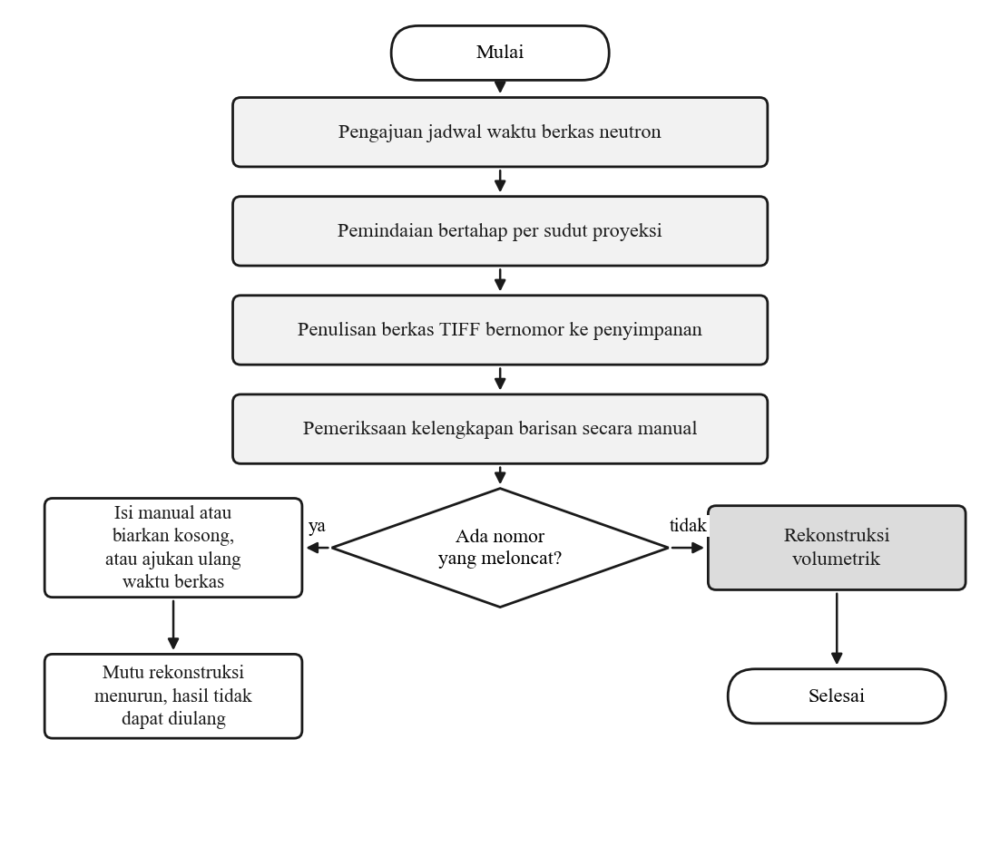 Mulai
Pengajuan jadwal waktu berkas neutron
Pemindaian bertahap per sudut proyeksi
Penulisan berkas TIFF bernomor ke penyimpanan
Pemeriksaan kelengkapan barisan secara manual
Isi manual atau
biarkan kosong,
atau ajukan ulang
waktu berkas
ya
Ada nomor
yang meloncat?
tidak
Rekonstruksi
volumetrik
Mutu rekonstruksi
menurun, hasil tidak
dapat diulang
Selesai